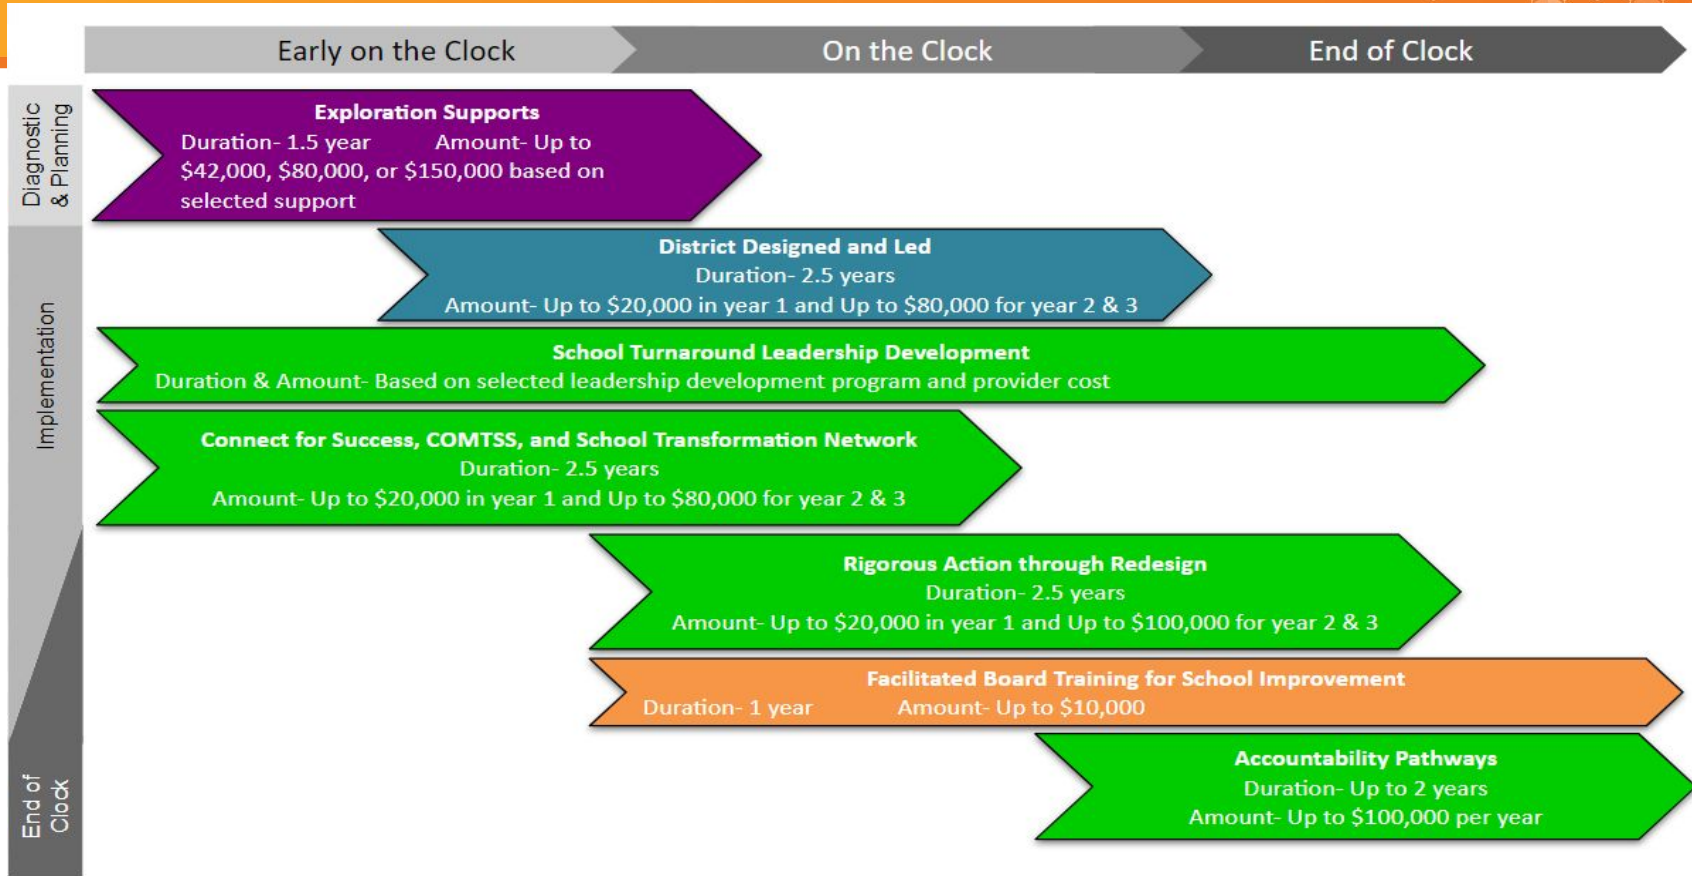 Early on the Clock
On the Clock
End of Clock
Diagnostic
& Planning
Exploration Supports
Duration- 1.5 year Amount- Up to
$42,000, $80,000, or $150,000 based on
selected support
Implementation
District Designed and Led
Duration- 2.5 years
Amount- Up to $20,000 in year 1 and Up to $80,000 for year 2 & 3
School Turnaround Leadership Development
Duration & Amount- Based on selected leadership development program and provider cost
Connect for Success, COMTSS, and School Transformation Network
Duration- 2.5 years
Amount- Up to $20,000 in year 1 and Up to $80,000 for year 2 & 3
Rigorous Action through Redesign
Duration- 2.5 years
Amount- Up to $20,000 in year 1 and Up to $100,000 for year 2 & 3
Facilitated Board Training for School Improvement
Duration- 1 year Amount- Up to $10,000
End of
Clock
Accountability Pathways
Duration- Up to 2 years
Amount- Up to $100,000 per year